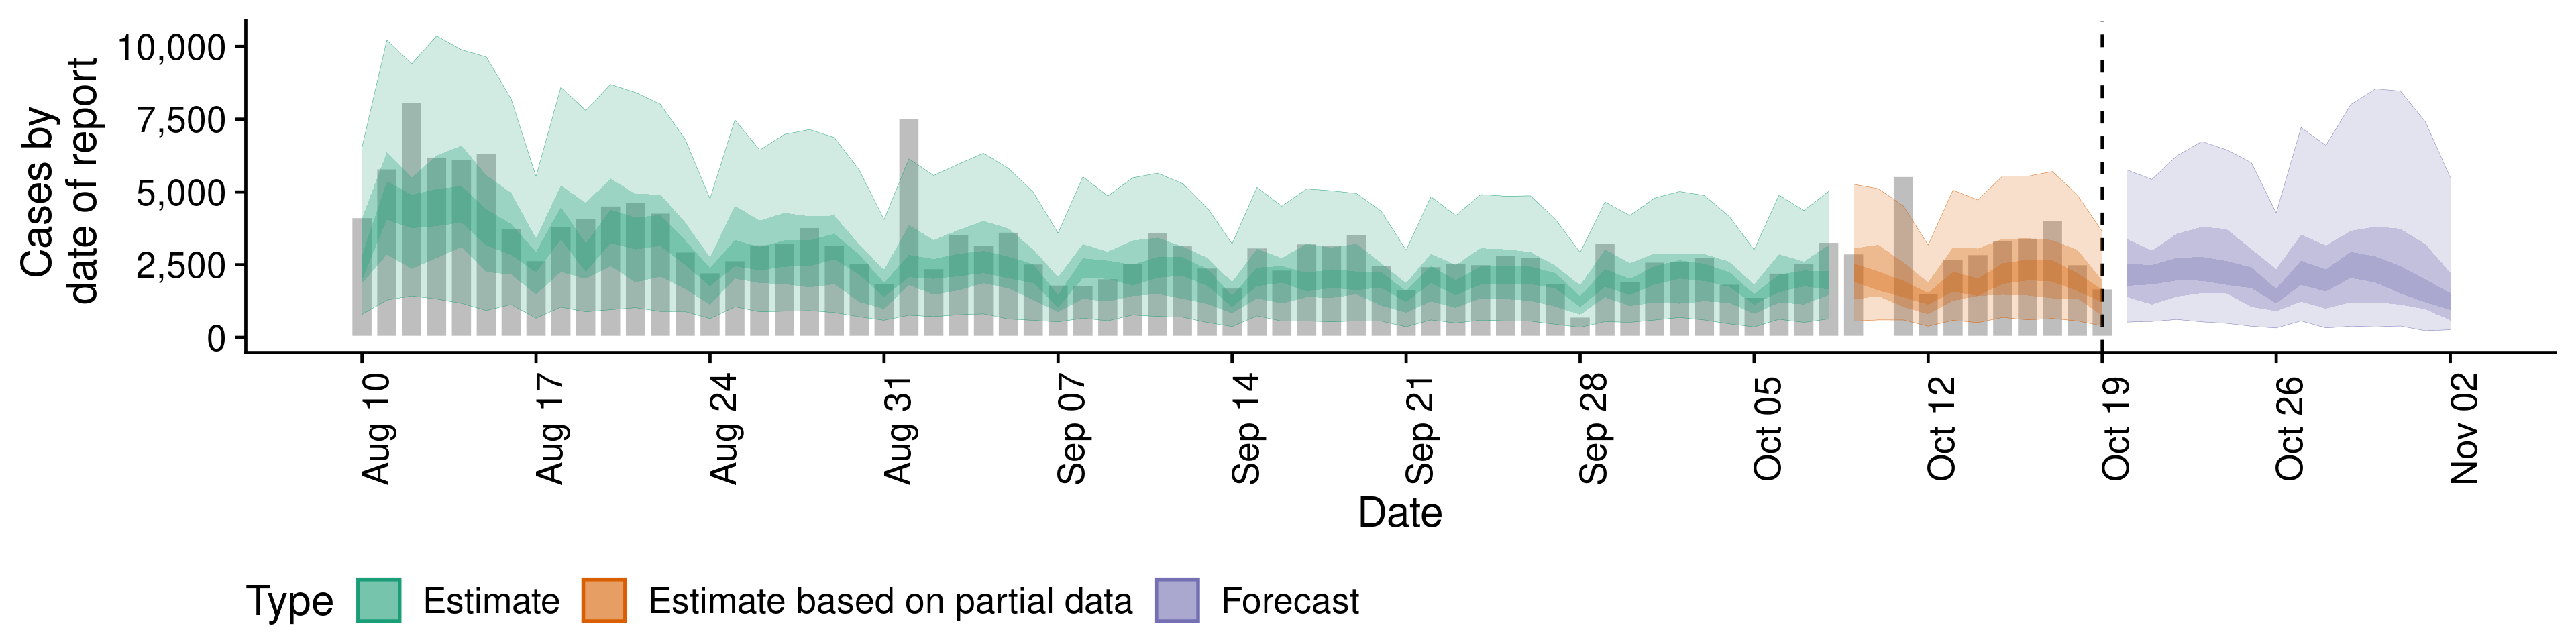 Cases by
date of report
10,000
7,500
5,000
2,500
0
Aug 10
Aug 17
Aug 24
Aug 31
Sep 07
Sep 14
Sep 21
Sep 28
Oct 05
Oct 12
Oct 19
Oct 26
Nov 02
Date
Type Estimate Estimate based on partial data Forecast